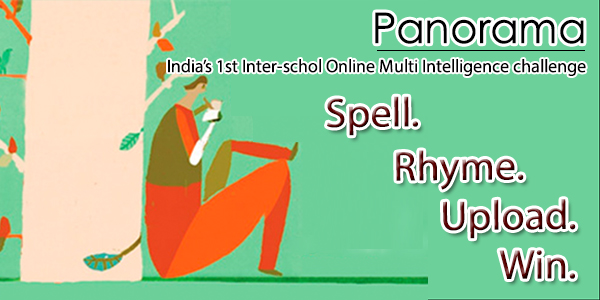 Panorama
India's 1st Inter-schol Online Multi Intelligence challenge
Spell.
Rhyme.
Upload.
Win.